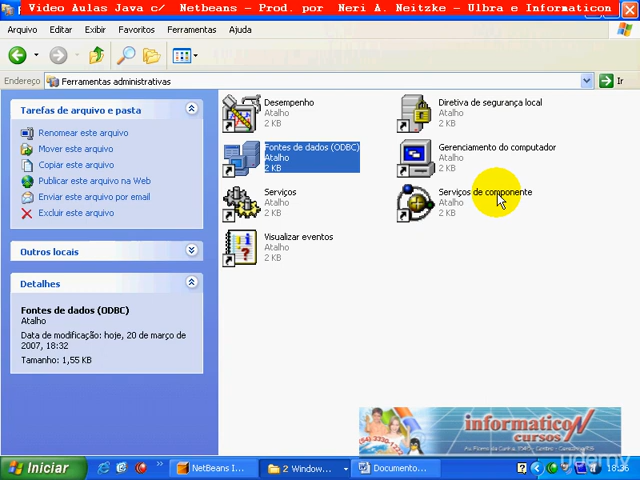 Video Aulas Java c/ Netbeans - Prod. por Neri A. Neitzke - Ulbra e Informaticon
Arquivo Editar Exibir Favoritos Ferramentas Ajuda
Endereço Ferramentas administrativas Ir
Tarefas de arquivo e pasta
Renomear este arquivo
Mover este arquivo
Copiar este arquivo
Publicar este arquivo na Web
Enviar este arquivo por email
Excluir este arquivo
Outros locais
Detalhes
Fontes de dados (ODBC)
Atalho
Data de modificação: hoje, 20 de março de
2007, 18:32
Tamanho: 1,55 KB
Desempenho
Atalho
2 KB
Diretiva de segurança local
Atalho
2 KB
Fontes de dados (ODBC)
Atalho
2 KB
Gerenciamento do computador
Atalho
2 KB
Serviços
Atalho
2 KB
Serviços de componente
Atalho
2 KB
Visualizar eventos
Atalho
2 KB
informaticoN
cursos
Iniciar
»
NetBeans I...
2 Window...
Documento...
18:36
udemy